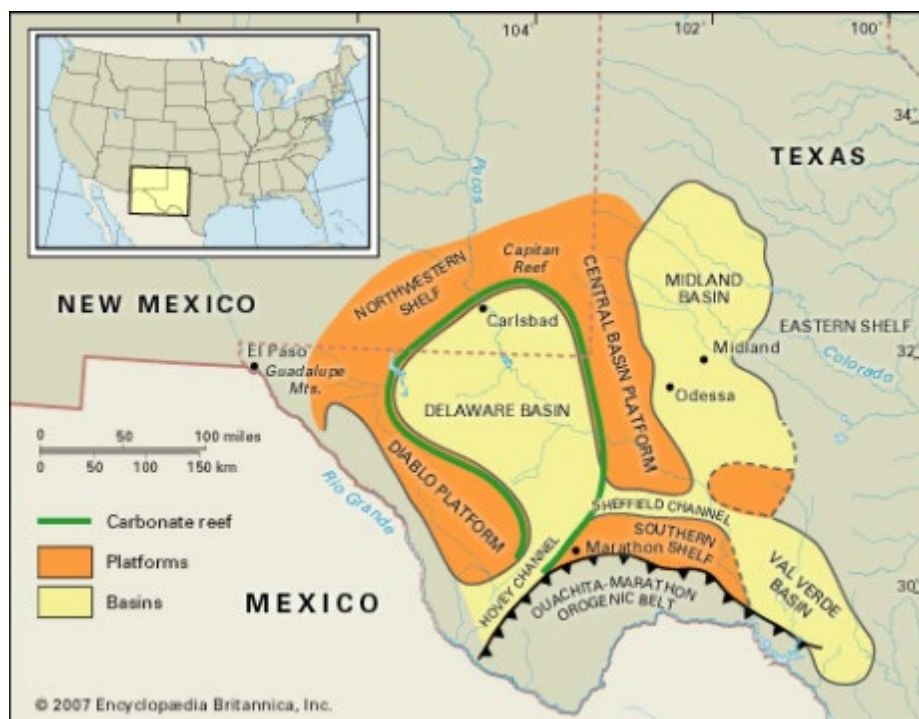 104
102
100
34
TEXAS
Pecos
Capitan
Reef
NORTHWESTERN
SHELF
CENTRAL BASIN PLATFORM
MIDLAND
BASIN
NEW MEXICO
Carlsbad
EASTERN SHELF
32
El Paso
Guadalupe
Mts.
Midland
Colorado
Odessa
DELAWARE BASIN
0 50 100 miles
0 50 100 150 km
DIABLO PLATFORM
Rio Grande
SHEFFIELD CHANNEL
Carbonate reef
SOUTHERN
SHELF
Marathon
Platforms
HOVEY CHANNEL
OUACHITA-MARATHON
OROGENIC BELT
VAL VERDE
BASIN
30
Basins
MEXICO
© 2007 Encyclopædia Britannica, Inc.